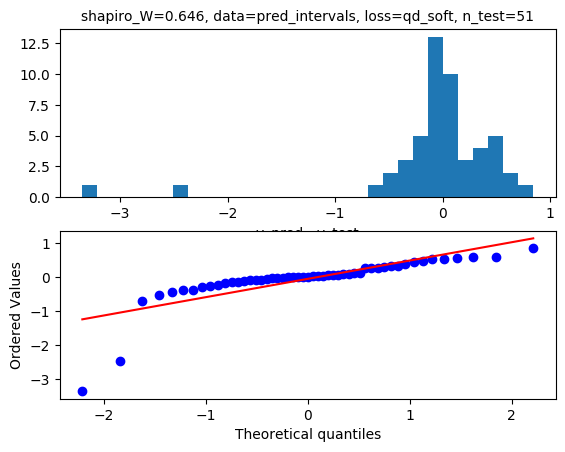 shapiro_W=0.646, data=pred_intervals, loss=qd_soft, n_test=51
12.5
10.0
7.5
5.0
2.5
0.0
−3 −2 −1 0 1
1
0
−1
−2
−3
Ordered Values
−2 −1 0 1 2
Theoretical quantiles